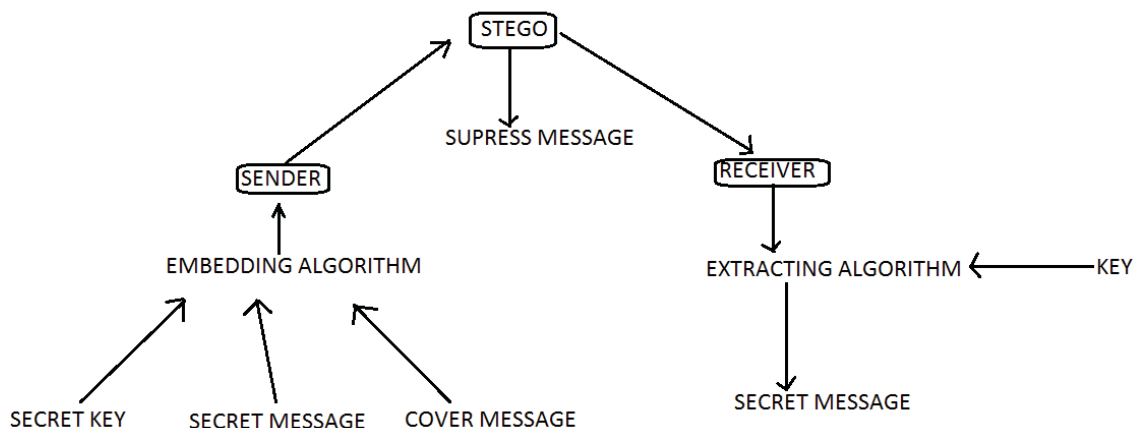 STEGO
SUPRESS MESSAGE
SENDER
RECEIVER
EMBEDDING ALGORITHM
EXTRACTING ALGORITHM
KEY
SECRET KEY
SECRET MESSAGE
COVER MESSAGE
SECRET MESSAGE